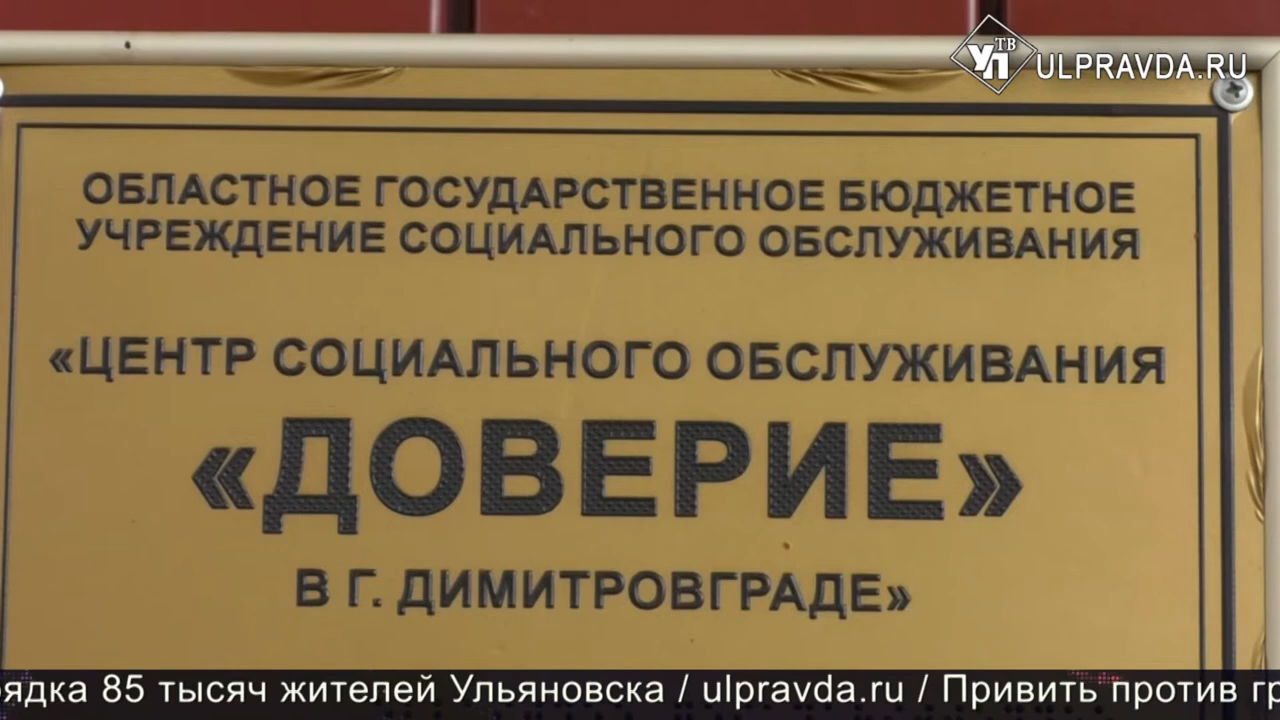 УП ТВ ULPRAVDA.RU
ОБЛАСТНОЕ ГОСУДАРСТВЕННОЕ БЮДЖЕТНОЕ
УЧРЕЖДЕНИЕ СОЦИАЛЬНОГО ОБСЛУЖИВАНИЯ
«ЦЕНТР СОЦИАЛЬНОГО ОБСЛУЖИВАНИЯ
«ДОВЕРИЕ»
В Г. ДИМИТРОВГРАДЕ»
85 тысяч жителей Ульяновска / ulpravda.ru / Привить против